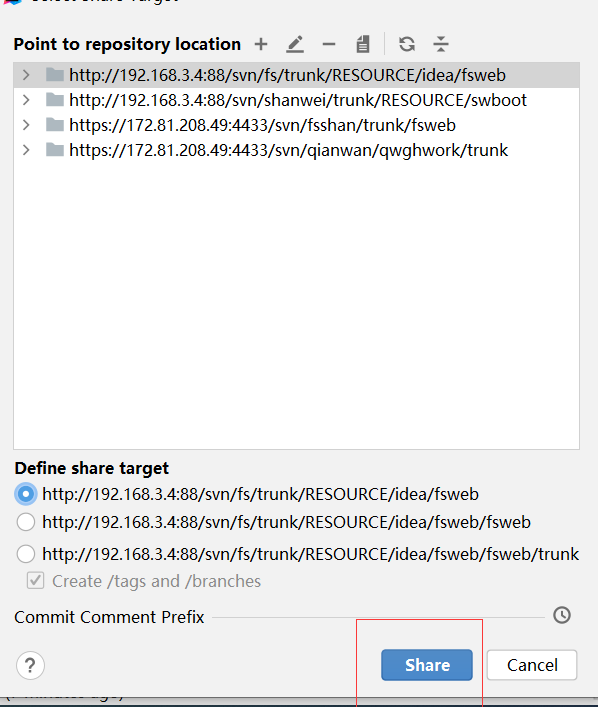 Select Share Target
Point to repository location
http://192.168.3.4:88/svn/fs/trunk/RESOURCE/idea/fsweb
http://192.168.3.4:88/svn/shanwei/trunk/RESOURCE/swboot
https://172.81.208.49:4433/svn/fsshan/trunk/fsweb
https://172.81.208.49:4433/svn/qianwan/qwghwork/trunk
Define share target
http://192.168.3.4:88/svn/fs/trunk/RESOURCE/idea/fsweb
http://192.168.3.4:88/svn/fs/trunk/RESOURCE/idea/fsweb/fsweb
http://192.168.3.4:88/svn/fs/trunk/RESOURCE/idea/fsweb/fsweb/trunk
Create /tags and /branches
Commit Comment Prefix
? Share Cancel
minutes ago)